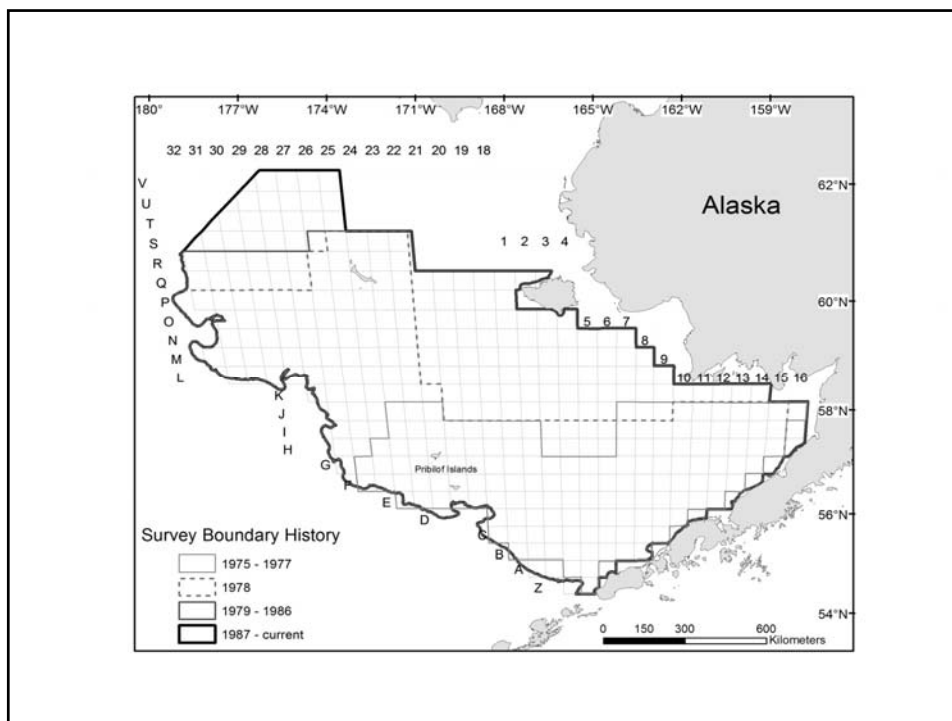 180° 177°W 174°W 171°W 168°W 165°W 162°W 159°W
32 31 30 29 28 27 26 25 24 23 22 21 20 19 18
62°N
60°N
58°N
56°N
54°N
Alaska
V
U
T
S
R
Q
P
O
N
M
L
K
J
I
H
G
F
E
D
C
B
A
Z
1 2 3 4
5 6 7
8
9
10 11 12 13 14 15 16
Pribilof Islands
Survey Boundary History
1975 - 1977
1978
1979 - 1986
1987 - current
0 150 300 600
Kilometers